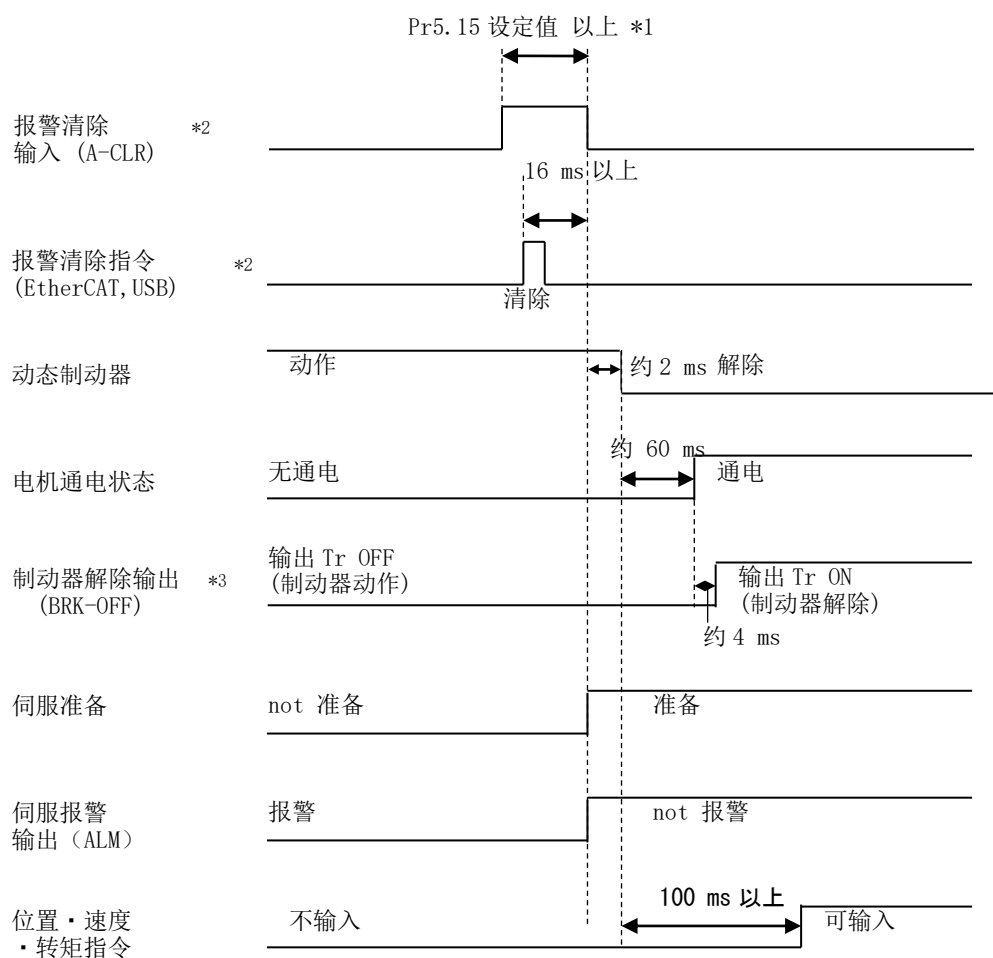 Pr5.15 设定值 以上 *1
报警清除 *2
输入 (A-CLR)
16 ms 以上
报警清除指令 *2
(EtherCAT,USB)
清除
动态制动器
动作
约 2 ms 解除
约 60 ms
电机通电状态
无通电
通电
制动器解除输出 *3
(BRK-OFF)
输出 Tr OFF
(制动器动作)
输出 Tr ON
(制动器解除)
约 4 ms
伺服准备
not 准备
准备
伺服报警
输出（ALM）
报警
not 报警
100 ms 以上
位置・速度
・转矩指令
不输入
可输入